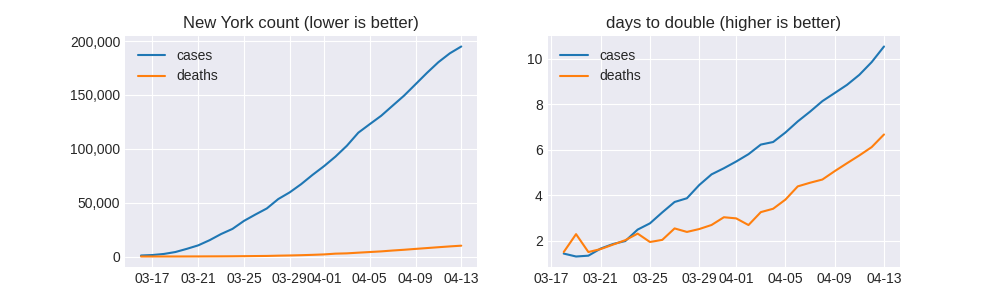 New York count (lower is better)
200,000
150,000
100,000
50,000
0
cases
deaths
03-17 03-21 03-25 03-29 04-01 04-05 04-09 04-13
days to double (higher is better)
10
8
6
4
2
cases
deaths
03-17 03-21 03-25 03-29 04-01 04-05 04-09 04-13